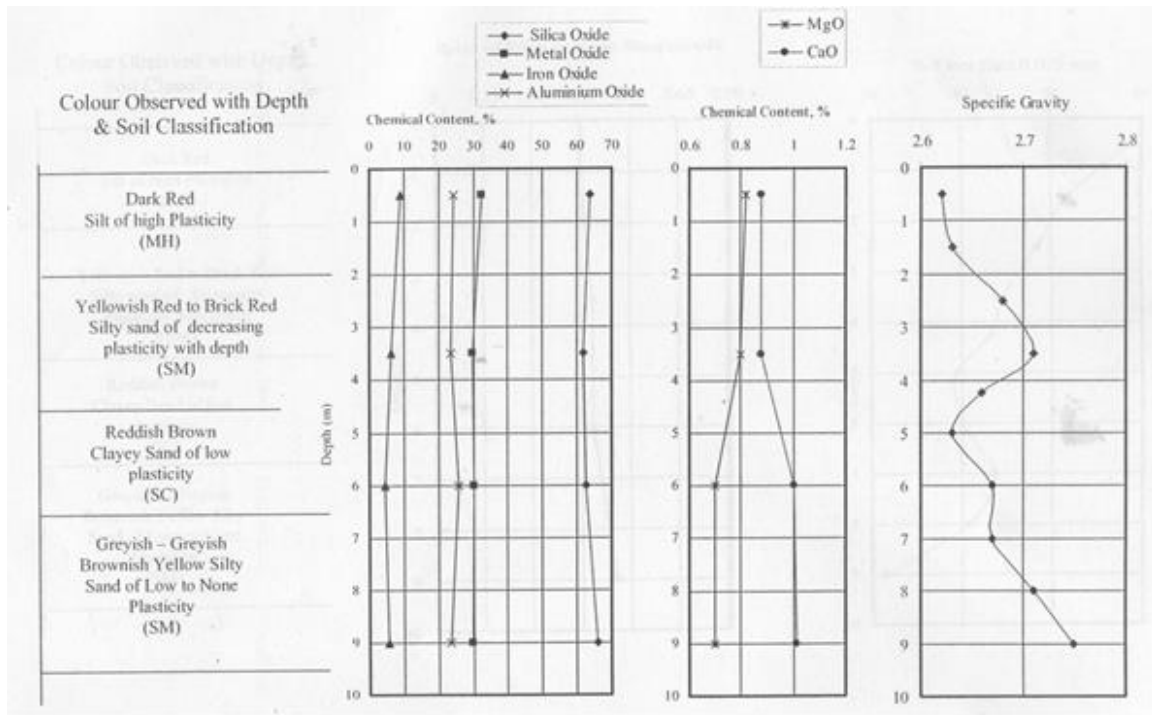 Silica Oxide
Metal Oxide
Iron Oxide
Aluminium Oxide
MgO
CaO
Colour Observed with Depth
& Soil Classification
Chemical Content, %
0 10 20 30 40 50 60 70
Chemical Content, %
0.6 0.8 1 1.2
Specific Gravity
2.6 2.7 2.8
Dark Red
Silt of high Plasticity
(MH)
Yellowish Red to Brick Red
Silty sand of decreasing
plasticity with depth
(SM)
Reddish Brown
Clayey Sand of low
plasticity
(SC)
Greyish – Greyish
Brownish Yellow Silty
Sand of Low to None
Plasticity
(SM)
Depth (m)
0
1
2
3
4
5
6
7
8
9
10
0
1
2
3
4
5
6
7
8
9
10
0
1
2
3
4
5
6
7
8
9
10